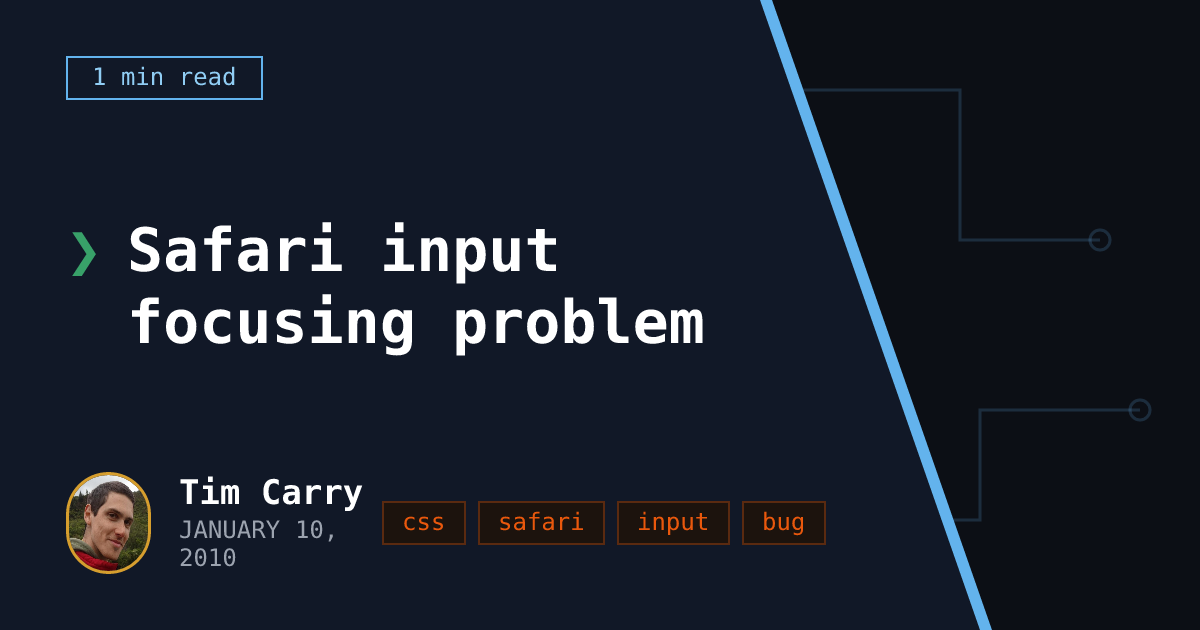 1 min read
❯ Safari input
focusing problem
Tim Carry
JANUARY 10,
2010
css safari input bug